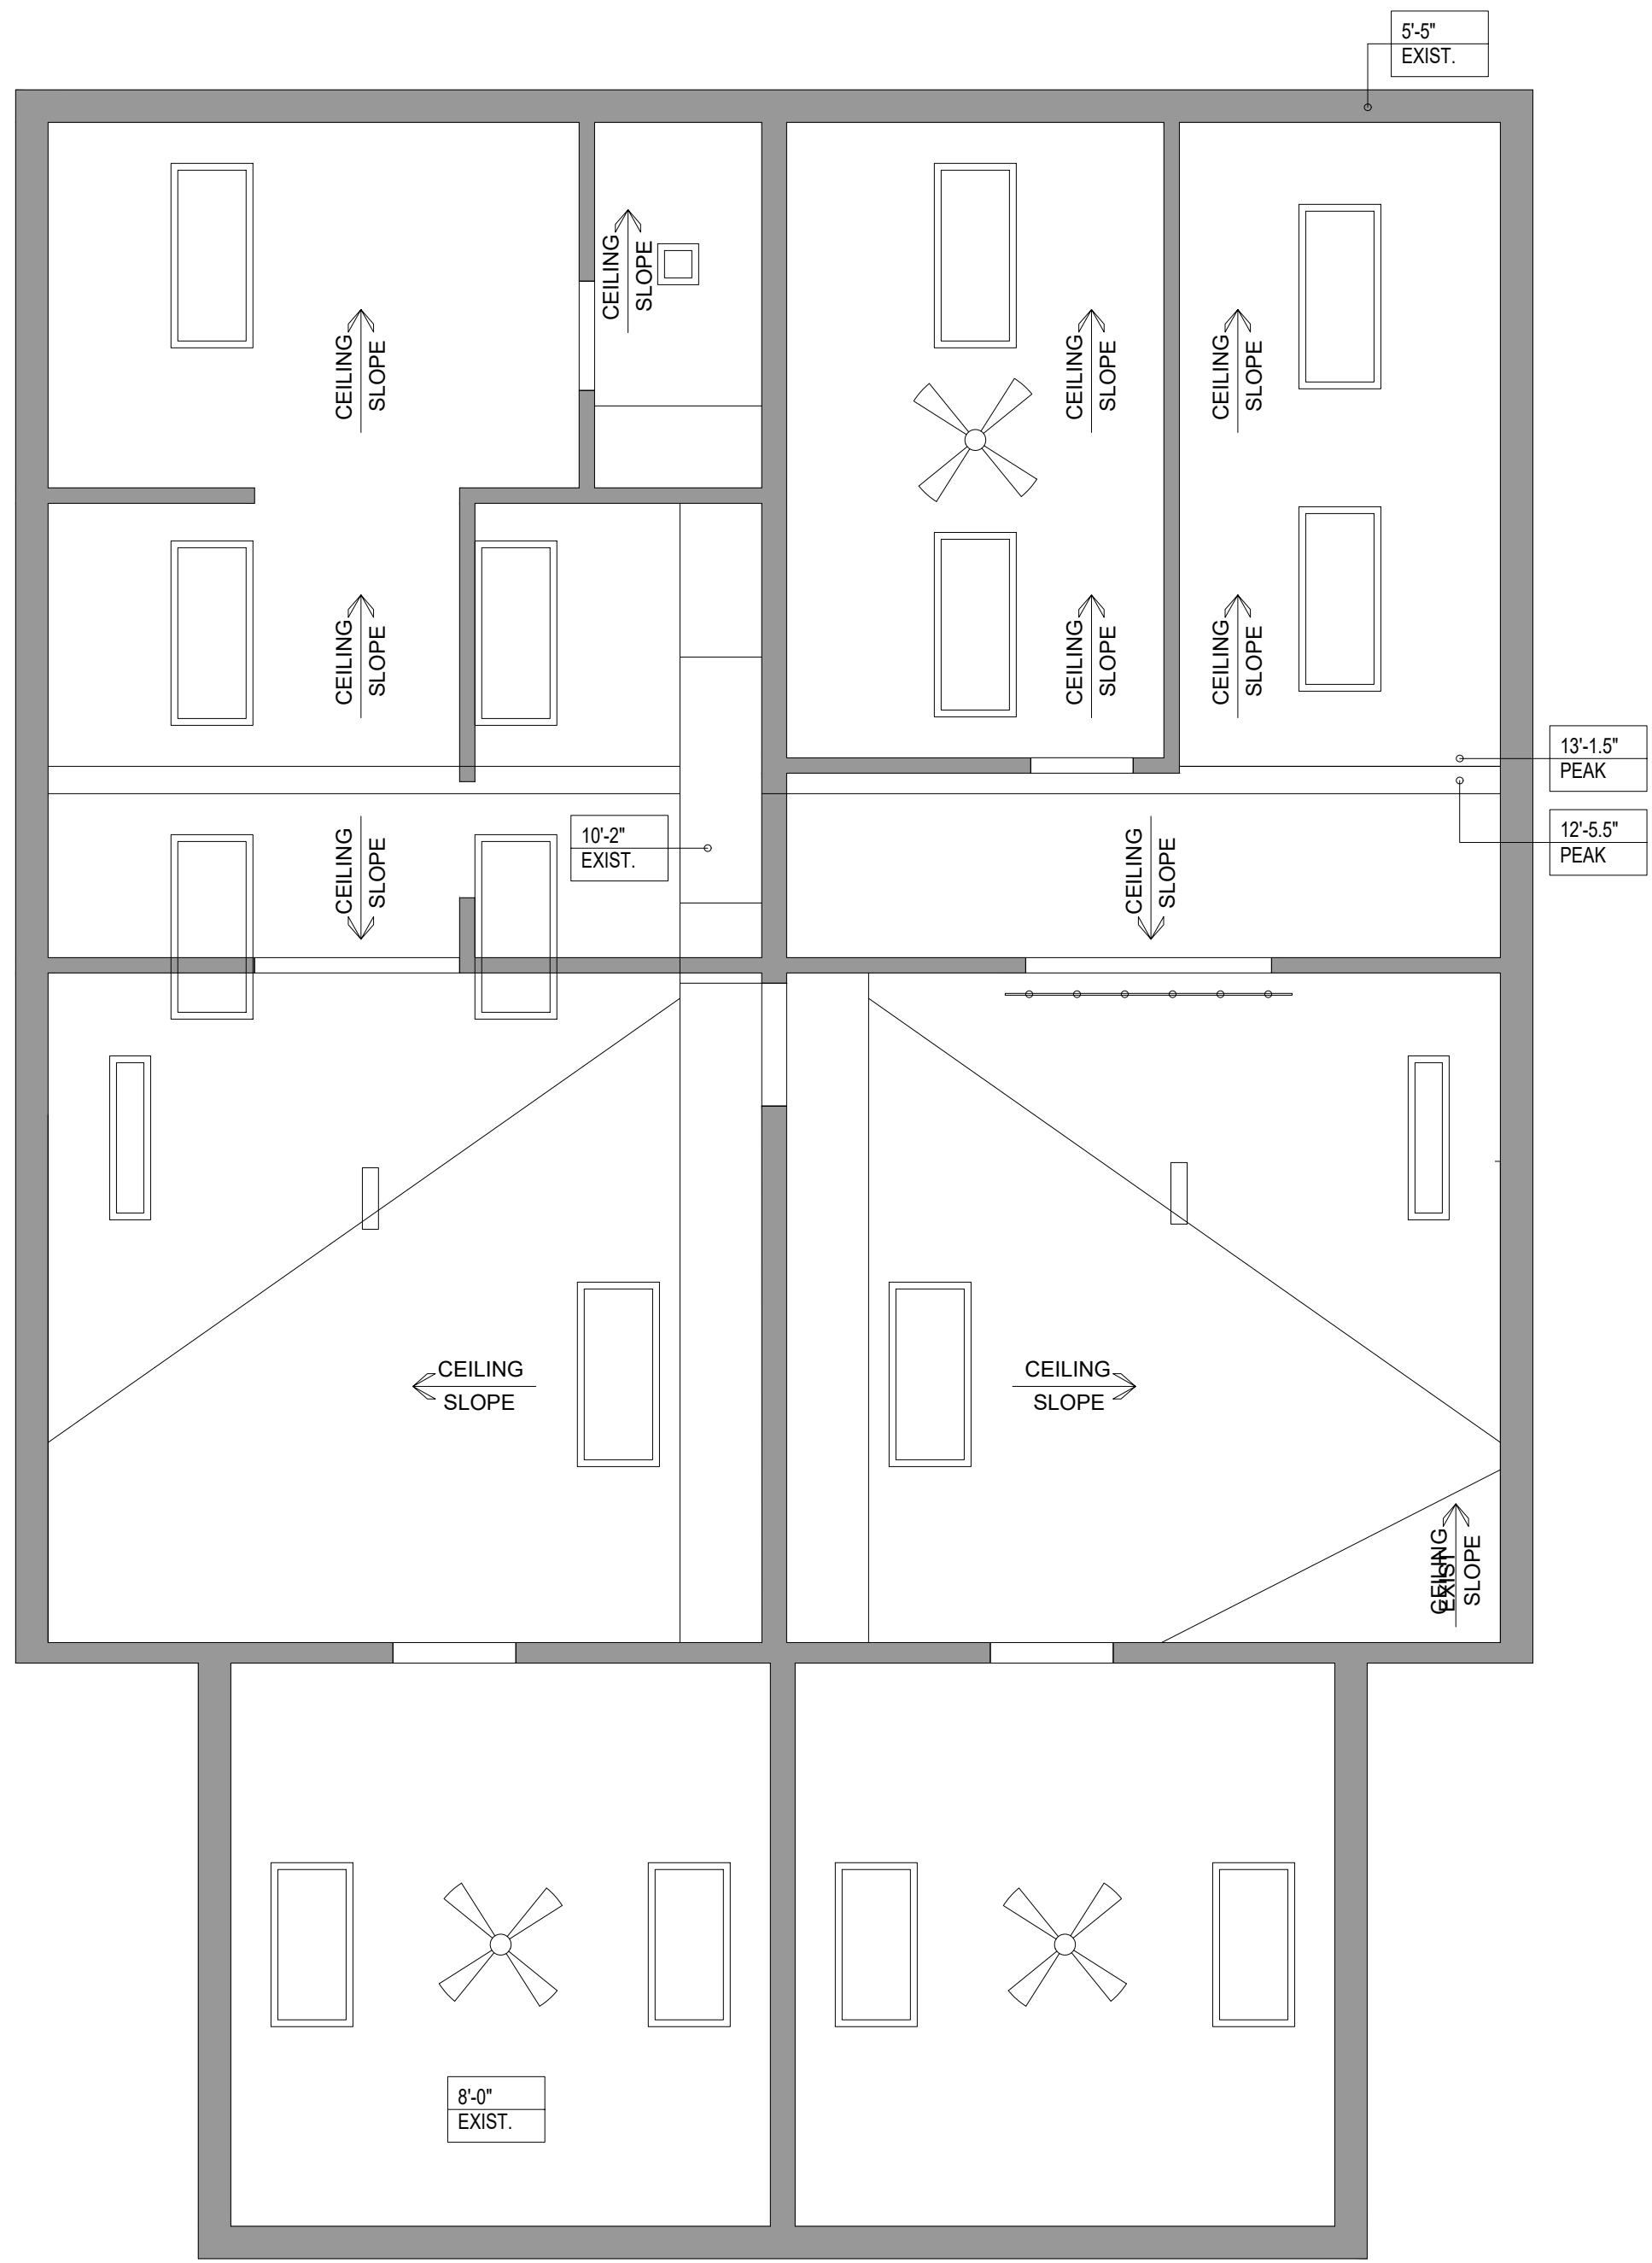 5'-5"
EXIST.
CEILING
SLOPE
CEILING
SLOPE
CEILING
SLOPE
CEILING
SLOPE
CEILING
SLOPE
CEILING
SLOPE
CEILING
SLOPE
13'-1.5"
PEAK
12'-5.5"
PEAK
10'-2"
EXIST.
CEILING
SLOPE
CEILING
SLOPE
CEILING
SLOPE
CEILING
SLOPE
CEILING
EXIST
SLOPE
8'-0"
EXIST.